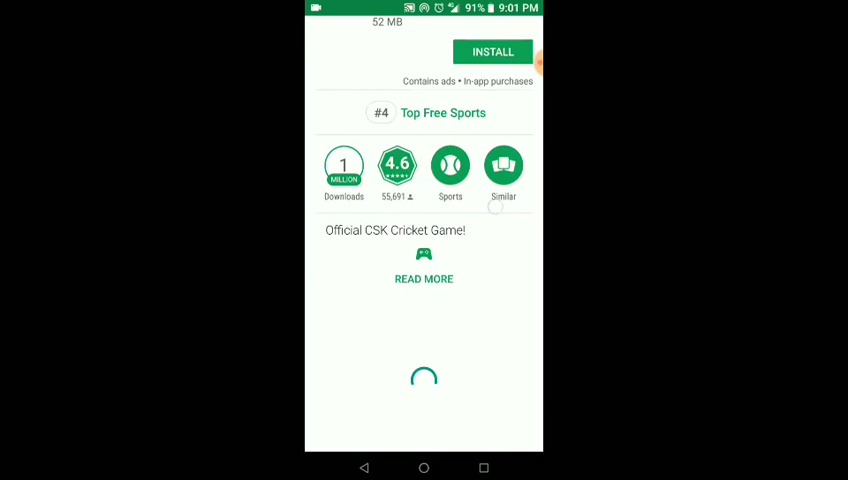 91% 9:01 PM
52 MB
INSTALL
Contains ads • In-app purchases
#4 Top Free Sports
1 MILLION
4.6
Downloads
55,691
Sports
Similar
Official CSK Cricket Game!
READ MORE